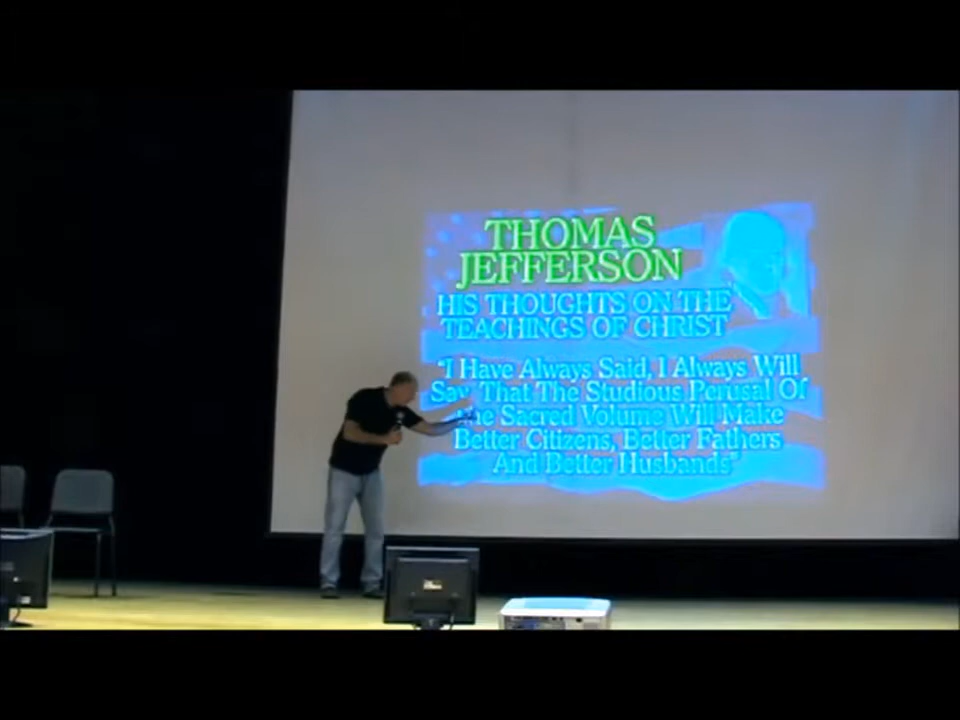 THOMAS
JEFFERSON
HIS THOUGHTS ON THE
TEACHINGS OF CHRIST
"I Have Always Said, I Always Will
Say That The Studious Perusal Of
The Sacred Volume Will Make
Better Citizens, Better Fathers
And Better Husbands"